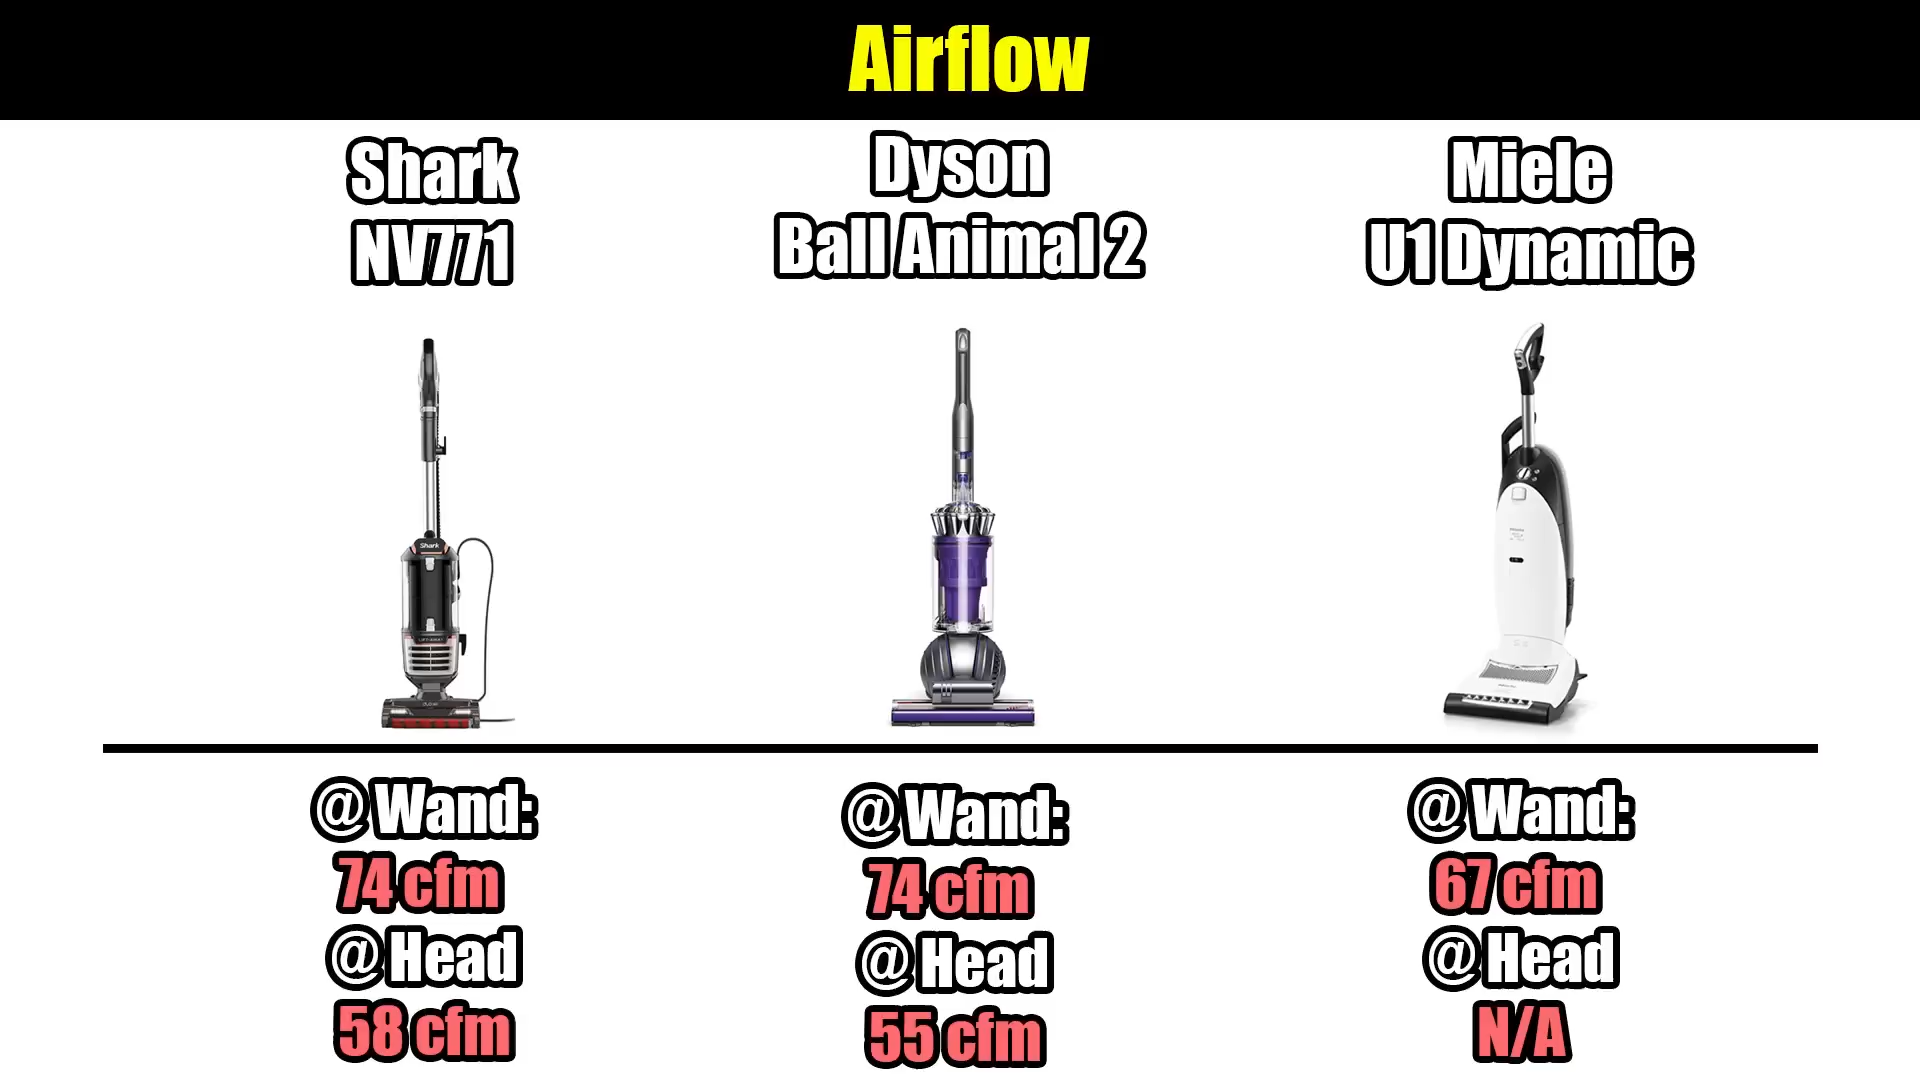 Airflow
Shark
NV771
Dyson
Ball Animal 2
Miele
U1 Dynamic
Shark
@ Wand:
74 cfm
@ Head
58 cfm
@ Wand:
74 cfm
@ Head
55 cfm
@ Wand:
67 cfm
@ Head
N/A